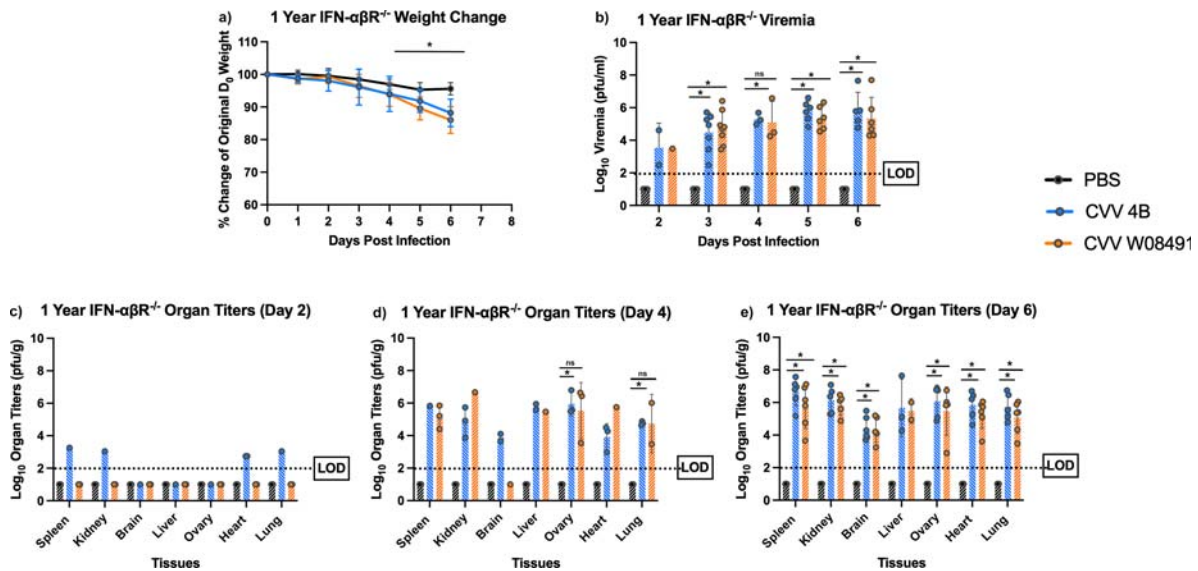 a) 1 Year IFN-αβR-/- Weight Change
*
% Change of Original D0 Weight
110
100
90
80
70
60
0 1 2 3 4 5 6 7 8
Days Post Infection
b) 1 Year IFN-αβR-/- Viremia
* * * ns * * * *
Log10 Viremia (pfu/ml)
10
8
6
4
2
0
LOD
2 3 4 5 6
Days Post Infection
PBS
CVV 4B
CVV W08491
c) 1 Year IFN-αβR-/- Organ Titers (Day 2)
Log10 Organ Titers (pfu/g)
10
8
6
4
2
0
LOD
Spleen Kidney Brain Liver Ovary Heart Lung
Tissues
d) 1 Year IFN-αβR-/- Organ Titers (Day 4)
Log10 Organ Titers (pfu/g)
10
8
6
4
2
0
ns * ns *
LOD
Spleen Kidney Brain Liver Ovary Heart Lung
Tissues
e) 1 Year IFN-αβR-/- Organ Titers (Day 6)
Log10 Organ Titers (pfu/g)
10
8
6
4
2
0
* * * * * * * * * * * *
LOD
Spleen Kidney Brain Liver Ovary Heart Lung
Tissues